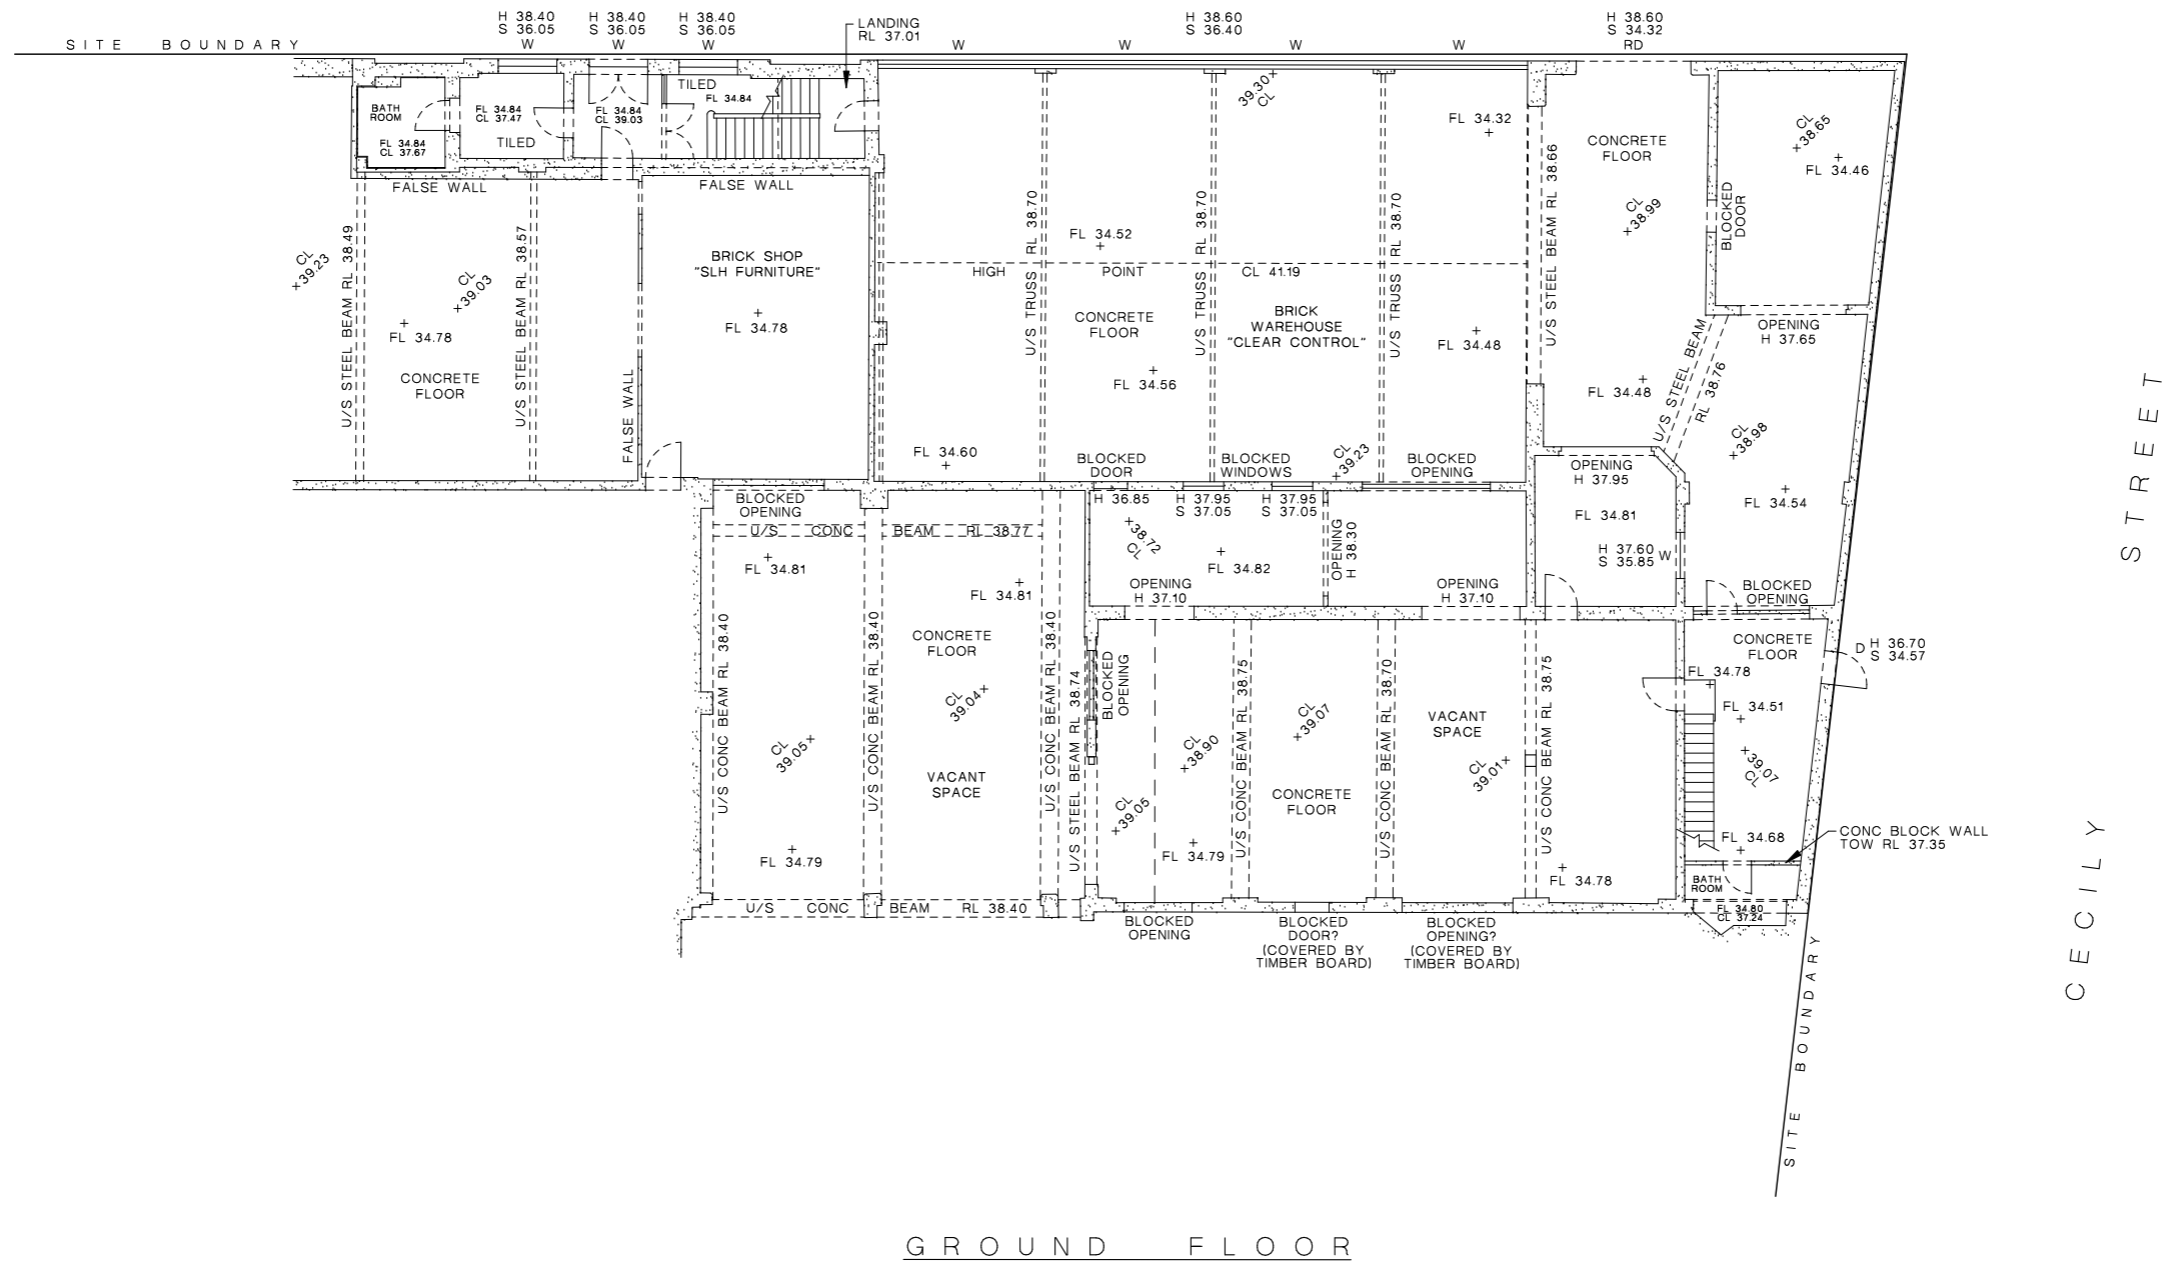 H 38.40
S 36.05
W
H 38.40
S 36.05
W
H 38.40
S 36.05
W
LANDING
RL 37.01
W
W
H 38.60
S 36.40
W
W
H 38.60
S 34.32
RD
SITE BOUNDARY
BATH
ROOM
FL 34.84
CL 37.67
FL 34.84
CL 37.47
TILED
FL 34.84
CL 39.03
TILED
FL 34.84
FALSE WALL
FALSE WALL
CL
39.30
FL 34.32
CONCRETE
FLOOR
CL
38.65
FL 34.46
BLOCKED
DOOR
CL
38.99
U/S STEEL BEAM RL 38.66
CL
39.23
U/S STEEL BEAM RL 38.49
CL
39.03
FL 34.78
CONCRETE
FLOOR
U/S STEEL BEAM RL 38.57
FALSE WALL
BRICK SHOP
"SLH FURNITURE"
FL 34.78
U/S TRUSS RL 38.70
U/S TRUSS RL 38.70
U/S TRUSS RL 38.70
FL 34.52
HIGH POINT CL 41.19
CONCRETE
FLOOR
BRICK
WAREHOUSE
"CLEAR CONTROL"
FL 34.48
FL 34.56
FL 34.60
OPENING
H 37.65
U/S STEEL BEAM
RL 38.76
FL 34.48
CL
38.98
FL 34.54
BLOCKED
DOOR
BLOCKED
WINDOWS
CL
39.23
BLOCKED
OPENING
OPENING
H 37.95
FL 34.81
H 37.60
S 35.85
W
BLOCKED
OPENING
BLOCKED
OPENING
U/S CONC BEAM RL 38.77
H 36.85
H 37.95
S 37.05
H 37.95
S 37.05
38.72
CL
FL 34.82
OPENING
H 38.30
OPENING
H 37.10
OPENING
H 37.10
FL 34.81
FL 34.81
U/S CONC BEAM RL 38.40
U/S CONC BEAM RL 38.40
U/S CONC BEAM RL 38.40
CONCRETE
FLOOR
CL
39.04
CL
39.05
VACANT
SPACE
FL 34.79
U/S CONC BEAM RL 38.40
U/S STEEL BEAM RL 38.74
BLOCKED
OPENING
CL
39.05
CL
38.90
FL 34.79
U/S CONC BEAM RL 38.75
CL
39.07
CONCRETE
FLOOR
U/S CONC BEAM RL 38.70
VACANT
SPACE
CL
39.01
U/S CONC BEAM RL 38.75
FL 34.78
CONCRETE
FLOOR
D
H 36.70
S 34.57
FL 34.78
FL 34.51
39.07
CL
FL 34.68
CONC BLOCK WALL
TOW RL 37.35
BATH
ROOM
FL 34.80
CL 37.24
BLOCKED
OPENING
BLOCKED
DOOR?
(COVERED BY
TIMBER BOARD)
BLOCKED
OPENING?
(COVERED BY
TIMBER BOARD)
SITE BOUNDARY
CECILY STREET
GROUND FLOOR